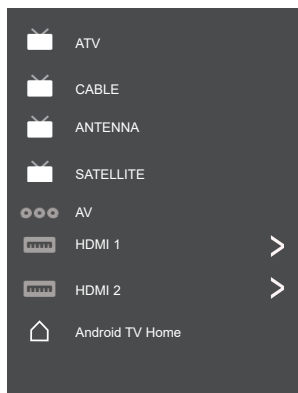 ATV
CABLE
ANTENNA
SATELLITE
AV
HDMI 1
HDMI 2
Android TV Home